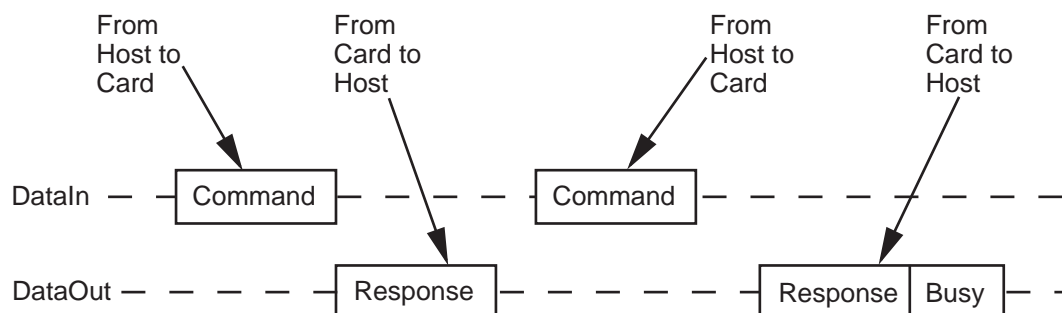 From
Host to
Card
From
Card to
Host
From
Host to
Card
From
Card to
Host
DataIn
Command
Command
DataOut
Response
Response
Busy